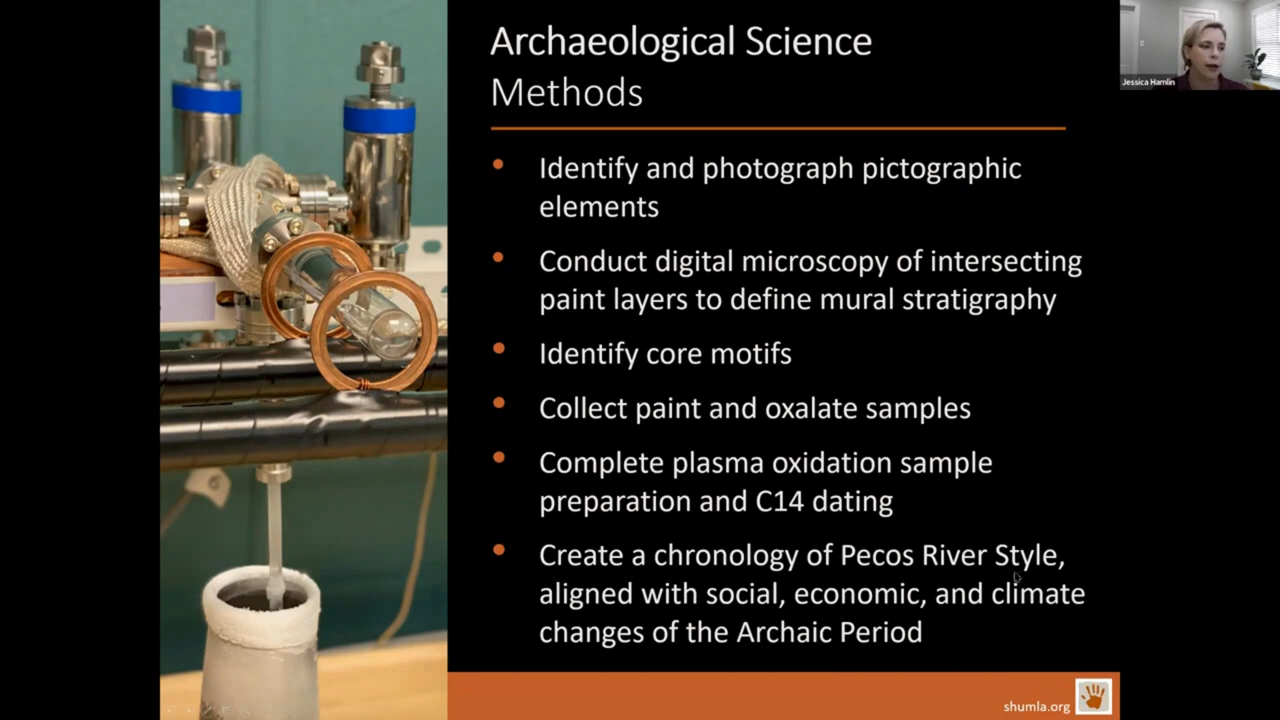 Archaeological Science
Methods
Jessica Hamlin
• Identify and photograph pictographic
elements
• Conduct digital microscopy of intersecting
paint layers to define mural stratigraphy
• Identify core motifs
• Collect paint and oxalate samples
• Complete plasma oxidation sample
preparation and C14 dating
• Create a chronology of Pecos River Style,
aligned with social, economic, and climate
changes of the Archaic Period
shumla.org